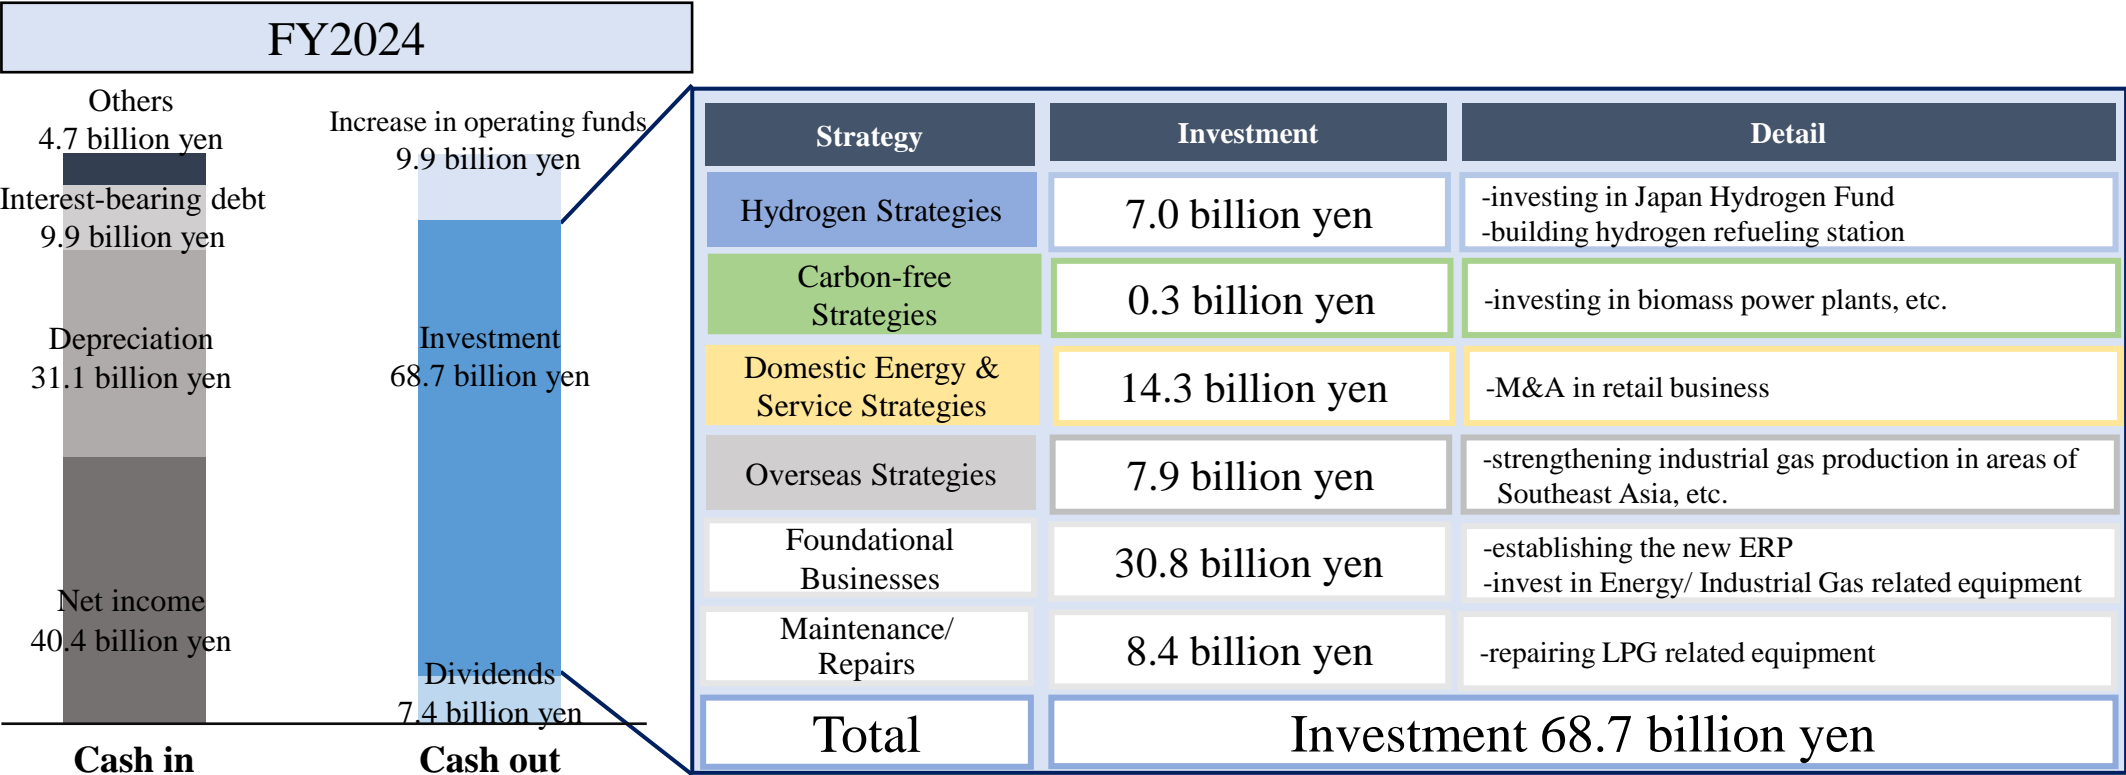 FY2024
Others
4.7 billion yen
Interest-bearing debt
9.9 billion yen
Depreciation
31.1 billion yen
Net income
40.4 billion yen
Cash in
Increase in operating funds
9.9 billion yen
Investment
68.7 billion yen
Dividends
7.4 billion yen
Cash out
Strategy
Investment
Detail
Hydrogen Strategies
7.0 billion yen
-investing in Japan Hydrogen Fund
-building hydrogen refueling station
Carbon-free
Strategies
0.3 billion yen
-investing in biomass power plants, etc.
Domestic Energy &
Service Strategies
14.3 billion yen
-M&A in retail business
Overseas Strategies
7.9 billion yen
-strengthening industrial gas production in areas of
Southeast Asia, etc.
Foundational
Businesses
30.8 billion yen
-establishing the new ERP
-invest in Energy/ Industrial Gas related equipment
Maintenance/
Repairs
8.4 billion yen
-repairing LPG related equipment
Total
Investment 68.7 billion yen